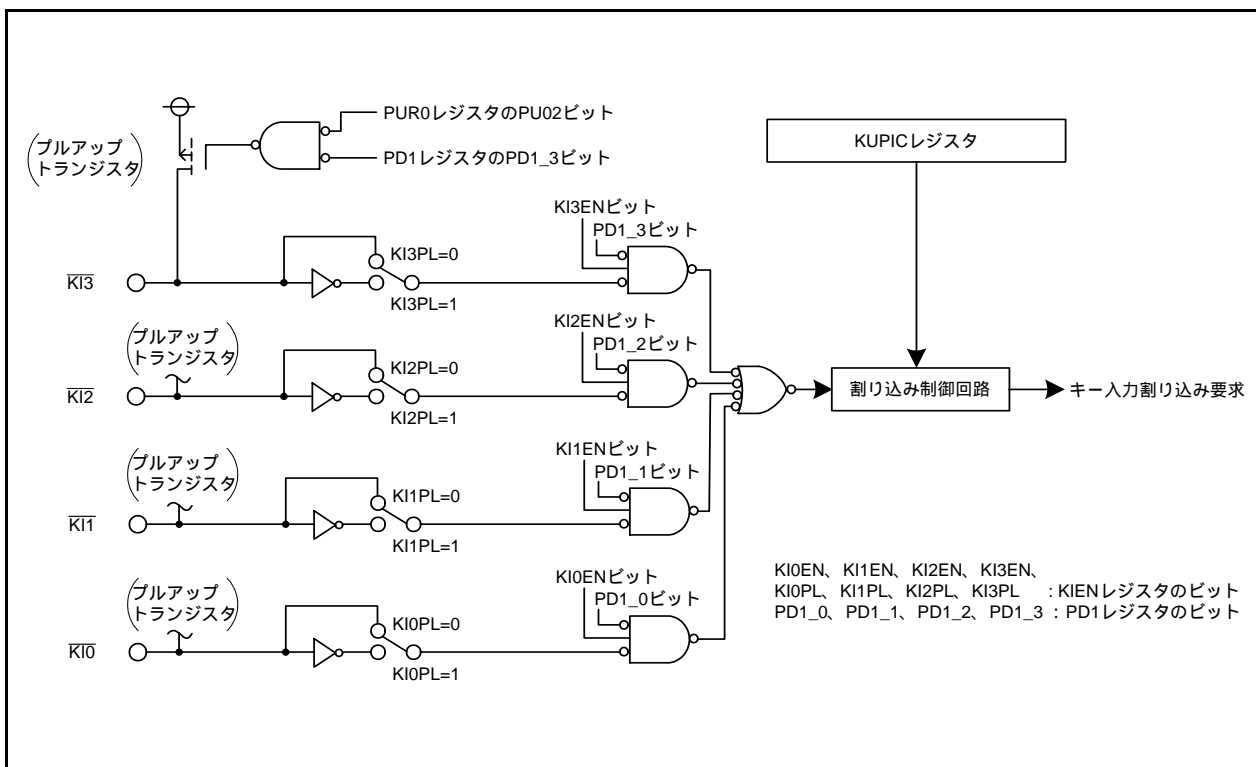 PUR0レジスタのPU02ビット
(プルアップ
トランジスタ)
PD1レジスタのPD1_3ビット
KUPICレジスタ
KI3ENビット
PD1_3ビット
KI3PL=0
KI3
KI3PL=1
(プルアップ
トランジスタ)
KI2ENビット
PD1_2ビット
KI2PL=0
KI2
KI2PL=1
割り込み制御回路
キー入力割り込み要求
(プルアップ
トランジスタ)
KI1ENビット
PD1_1ビット
KI1PL=0
KI1
KI1PL=1
(プルアップ
トランジスタ)
KI0ENビット
PD1_0ビット
KI0PL=0
KI0
KI0PL=1
KI0EN、KI1EN、KI2EN、KI3EN、
KI0PL、KI1PL、KI2PL、KI3PL :KIENレジスタのビット
PD1_0、PD1_1、PD1_2、PD1_3 :PD1レジスタのビット